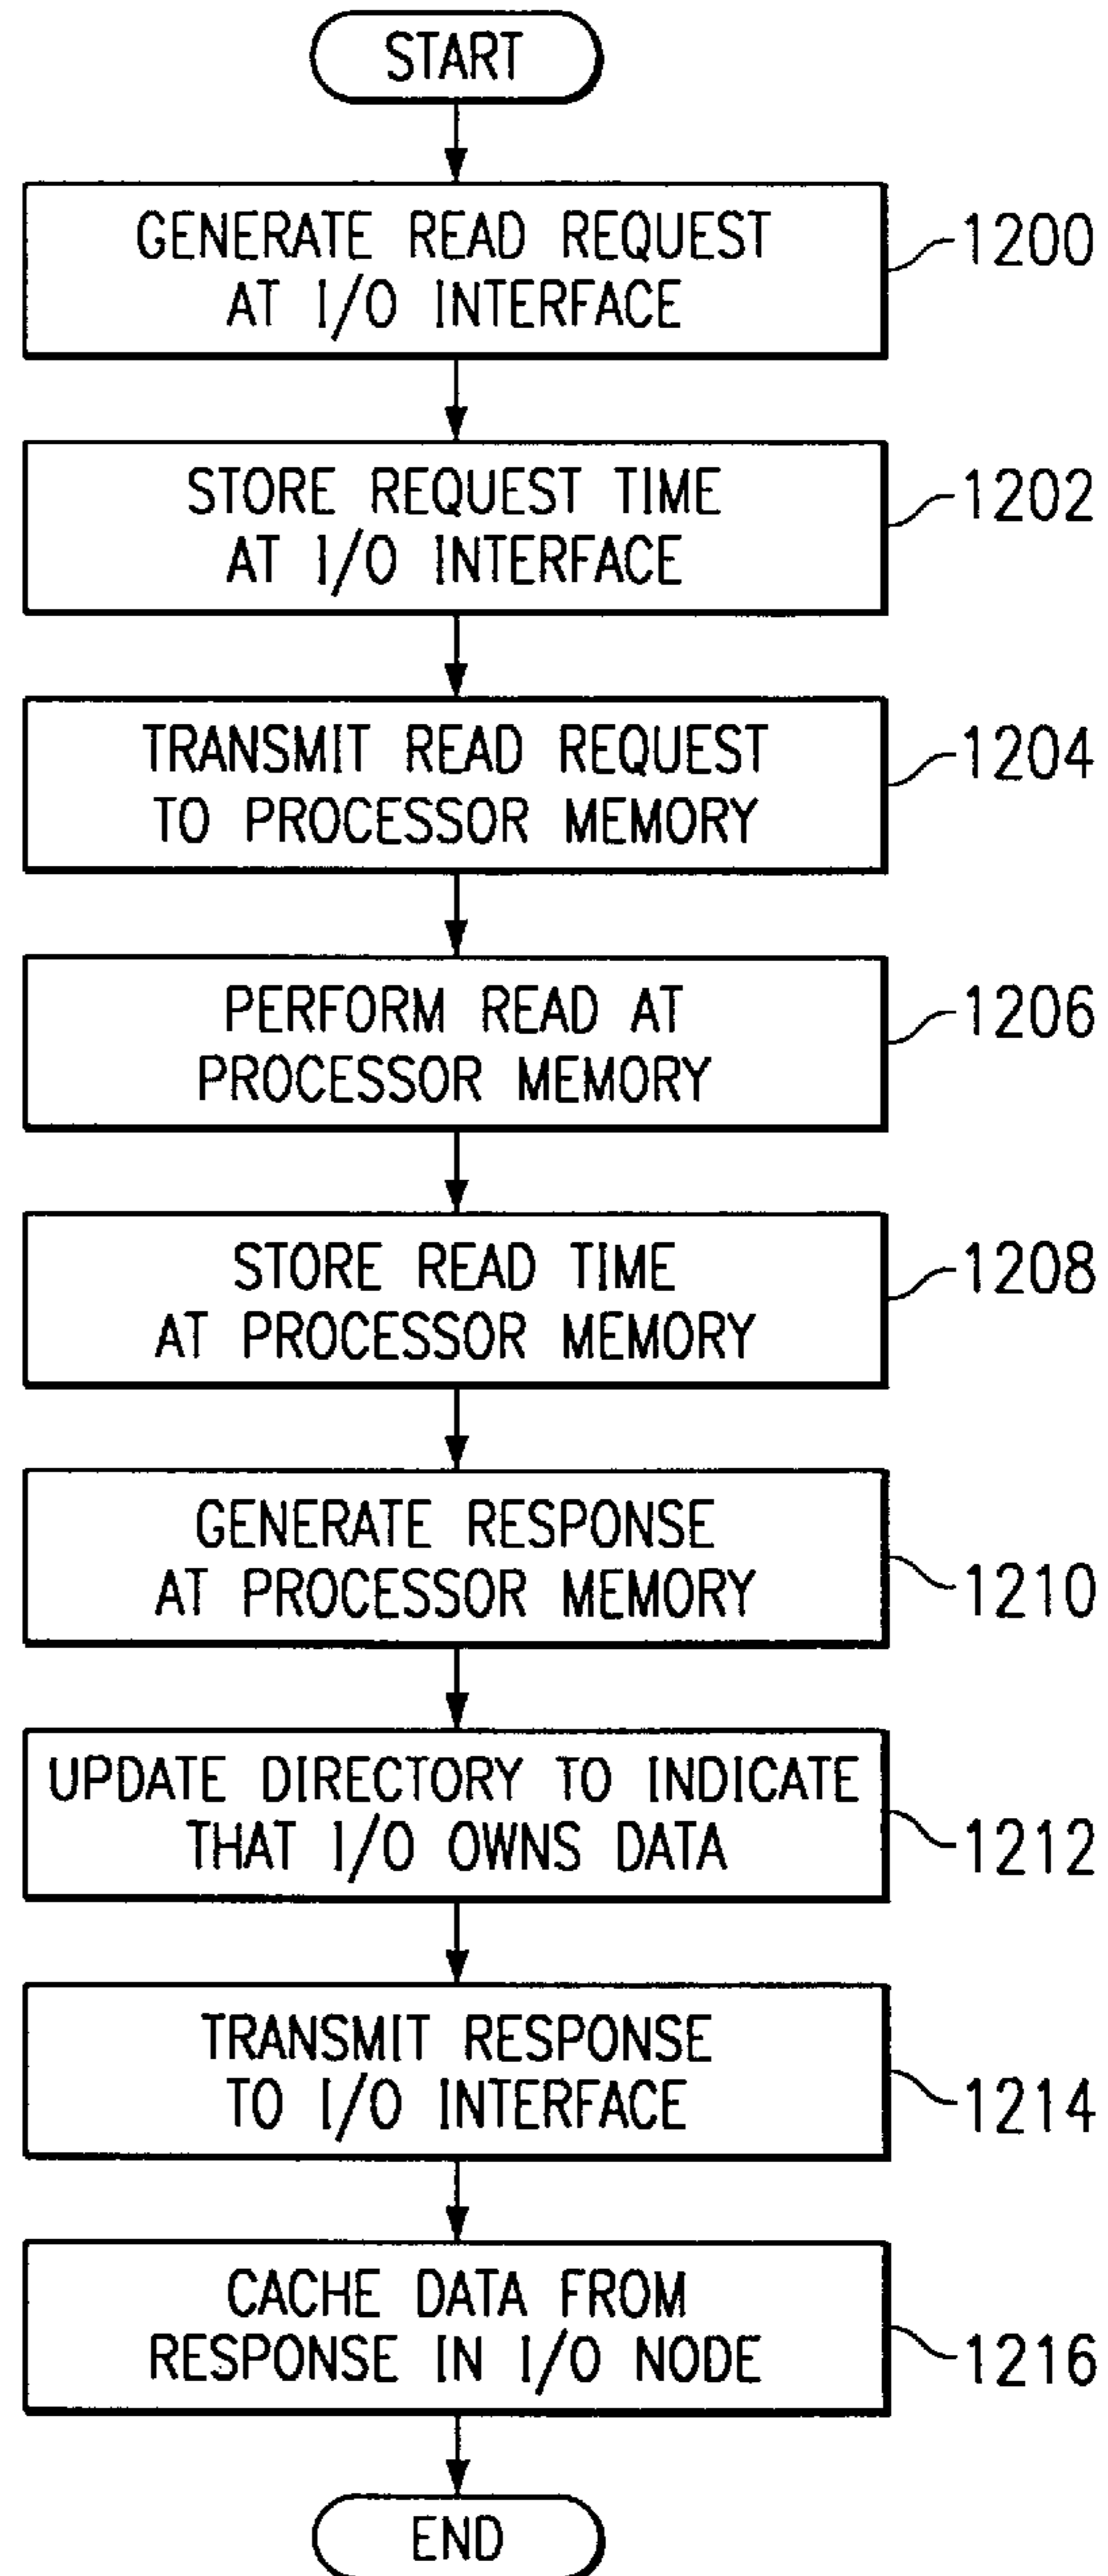 START
GENERATE READ REQUEST
AT I/O INTERFACE
1200
STORE REQUEST TIME
AT I/O INTERFACE
1202
TRANSMIT READ REQUEST
TO PROCESSOR MEMORY
1204
PERFORM READ AT
PROCESSOR MEMORY
1206
STORE READ TIME
AT PROCESSOR MEMORY
1208
GENERATE RESPONSE
AT PROCESSOR MEMORY
1210
UPDATE DIRECTORY TO INDICATE
THAT I/O OWNS DATA
1212
TRANSMIT RESPONSE
TO I/O INTERFACE
1214
CACHE DATA FROM
RESPONSE IN I/O NODE
1216
END